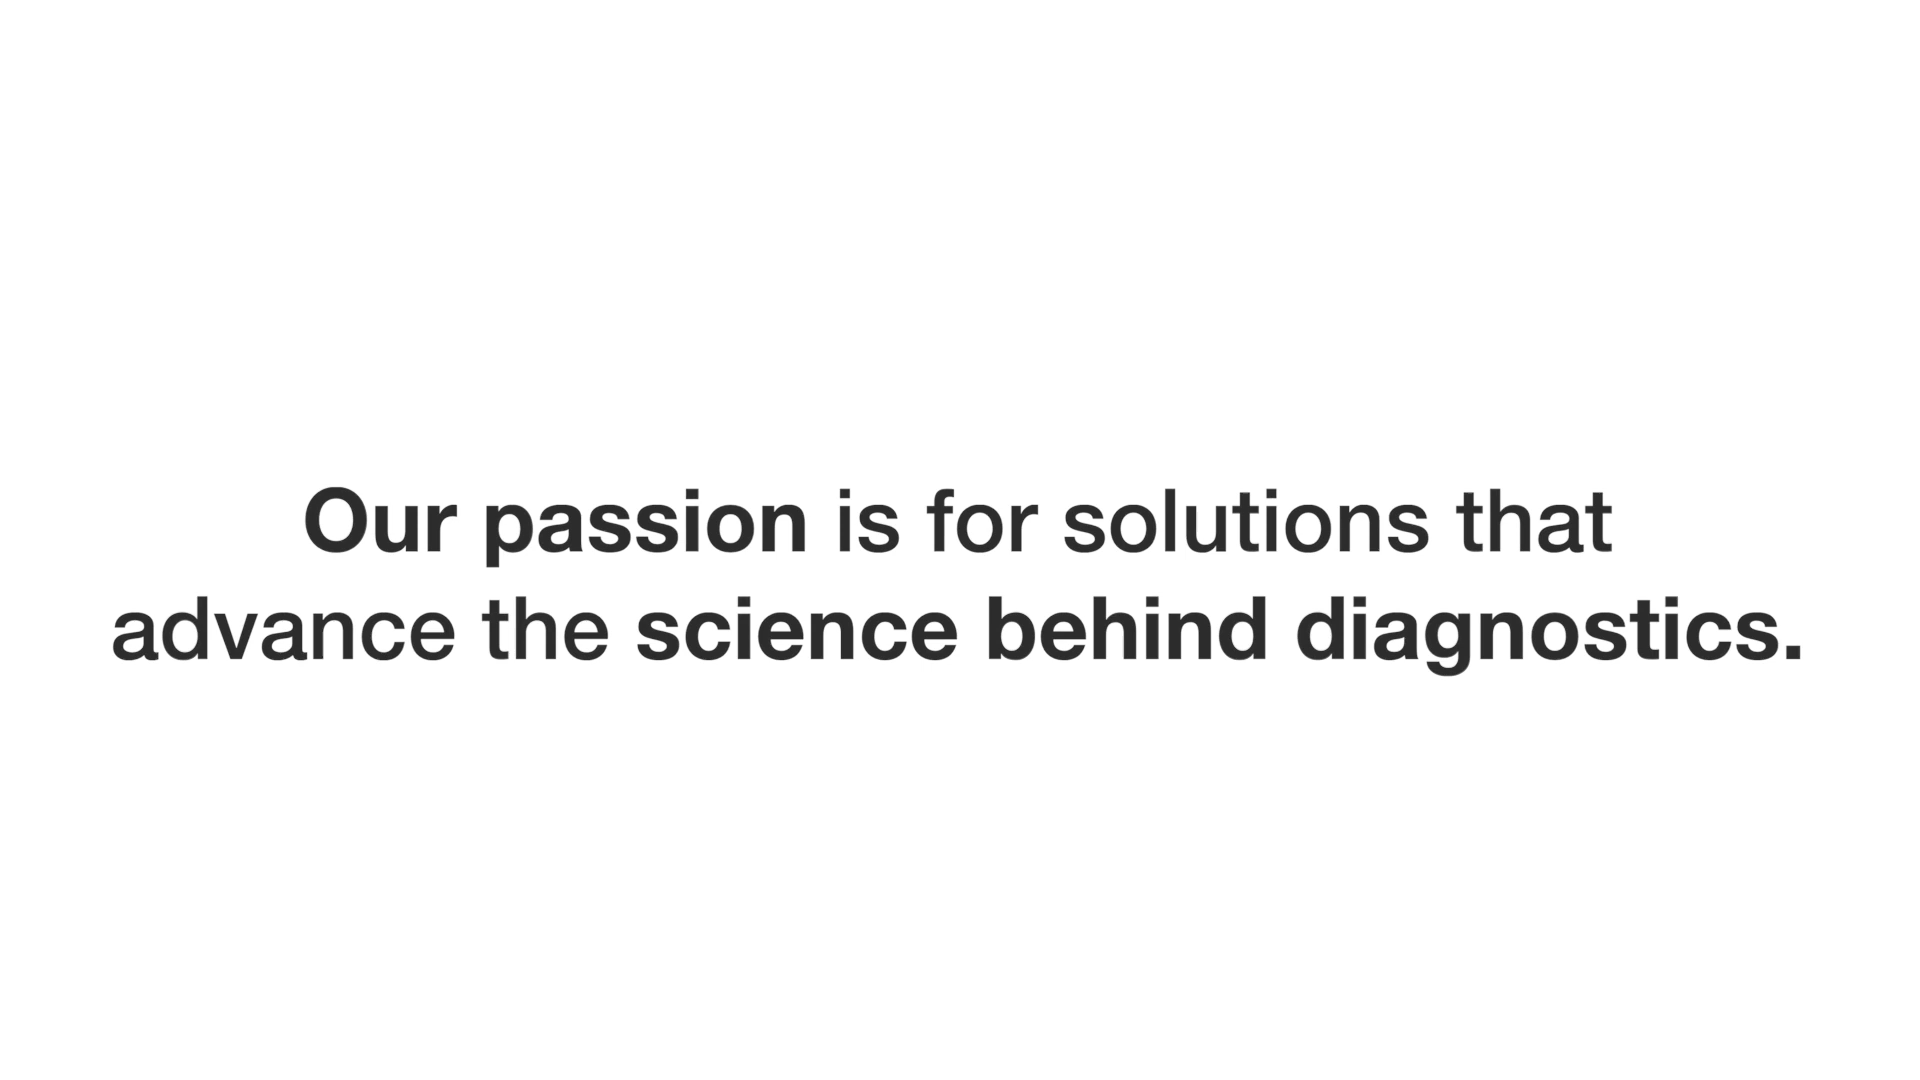 Our passion is for solutions that
advance the science behind diagnostics.